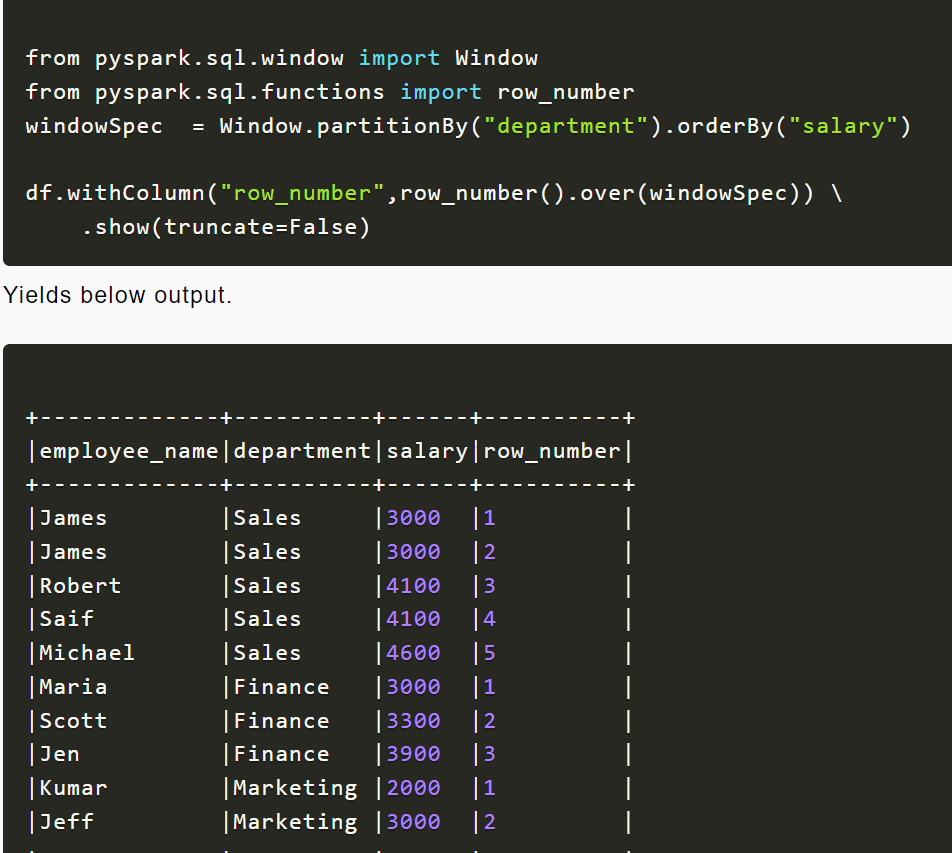 from pyspark.sql.window import Window
from pyspark.sql.functions import row_number
windowSpec  = Window.partitionBy("department").orderBy("salary")
df.withColumn("row_number",row_number().over(windowSpec)) \
    .show(truncate=False)
Yields below output.
+-------------+----------+------+----------+
|employee_name|department|salary|row_number|
+-------------+----------+------+----------+
|James        |Sales     |3000  |1         |
|James        |Sales     |3000  |2         |
|Robert       |Sales     |4100  |3         |
|Saif         |Sales     |4100  |4         |
|Michael      |Sales     |4600  |5         |
|Maria        |Finance   |3000  |1         |
|Scott        |Finance   |3300  |2         |
|Jen          |Finance   |3900  |3         |
|Kumar        |Marketing |2000  |1         |
|Jeff         |Marketing |3000  |2         |